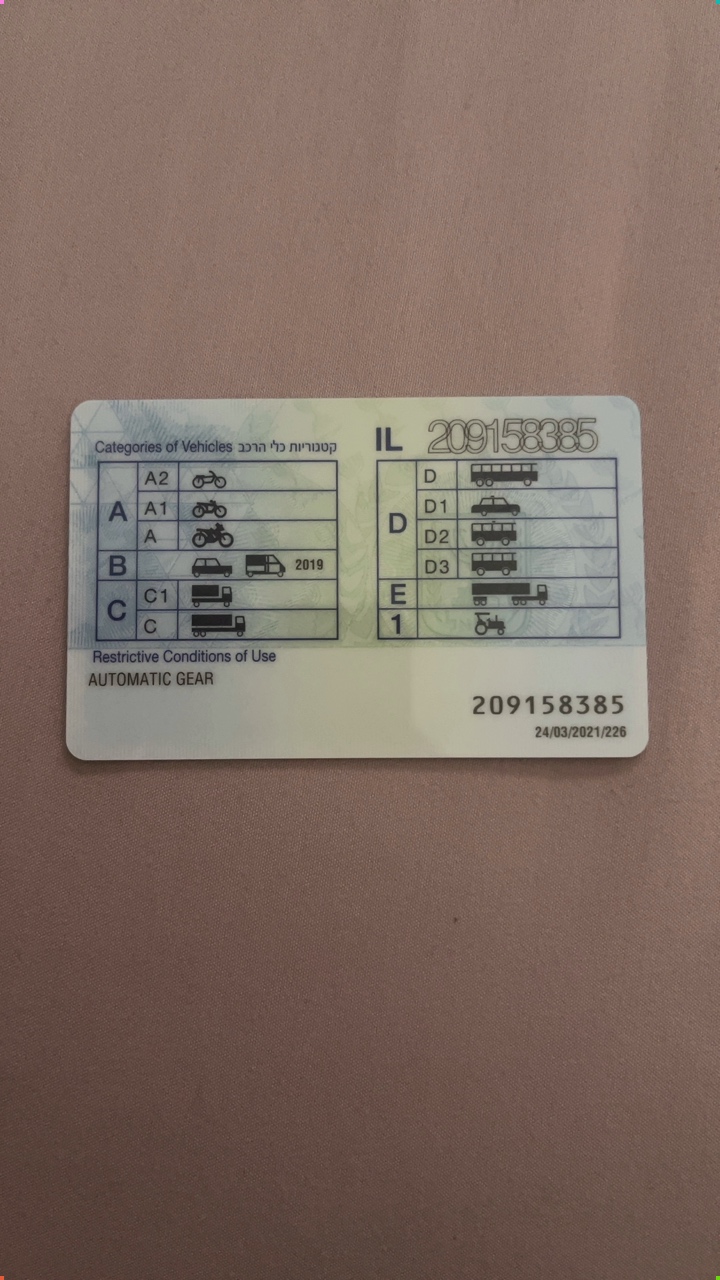 Categories of Vehicles קטגוריות כלי הרכב
A
A2
A1
A
B 2019
C
C1
C
IL 209158385
D
D
D1
D2
D3
E
1
Restrictive Conditions of Use
AUTOMATIC GEAR
209158385
24/03/2021/226